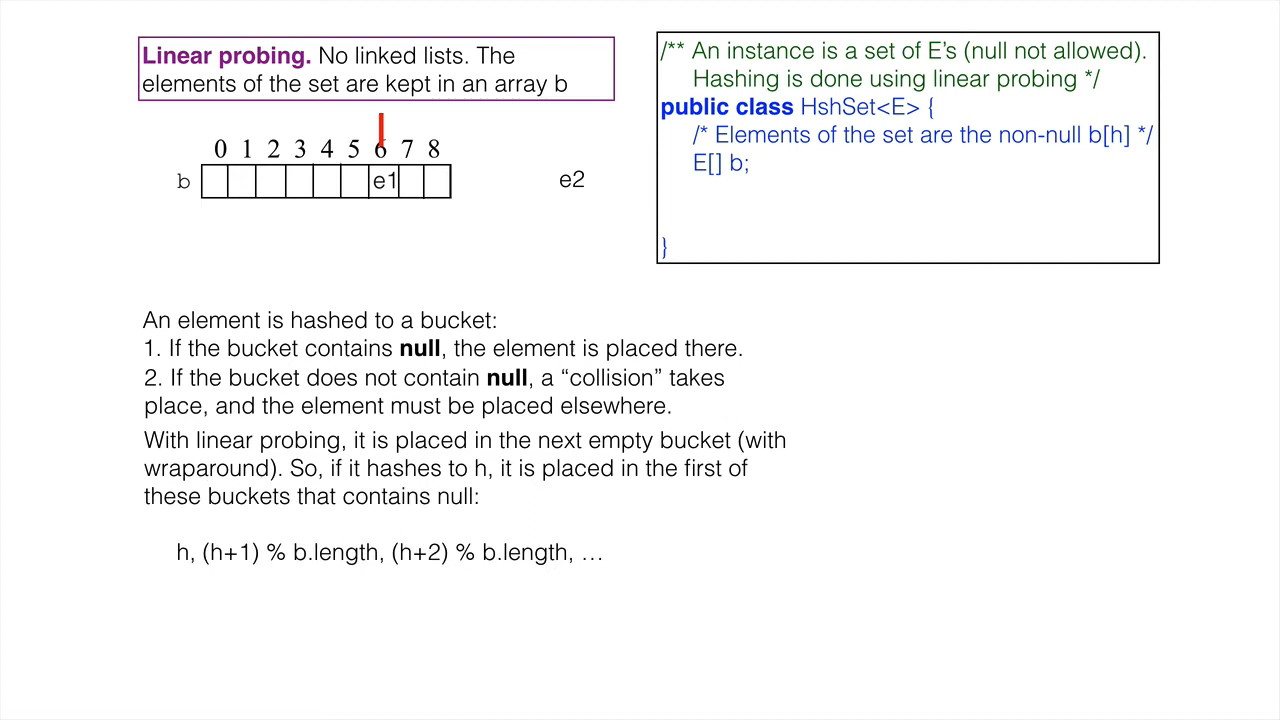 Linear probing. No linked lists. The
elements of the set are kept in an array b
0 1 2 3 4 5 6 7 8
b e1 e2
/** An instance is a set of E’s (null not allowed).
Hashing is done using linear probing */
public class HshSet<E> {
/* Elements of the set are the non-null b[h] */
E[] b;
}
An element is hashed to a bucket:
1. If the bucket contains null, the element is placed there.
2. If the bucket does not contain null, a “collision” takes
place, and the element must be placed elsewhere.
With linear probing, it is placed in the next empty bucket (with
wraparound). So, if it hashes to h, it is placed in the first of
these buckets that contains null:
h, (h+1) % b.length, (h+2) % b.length, …